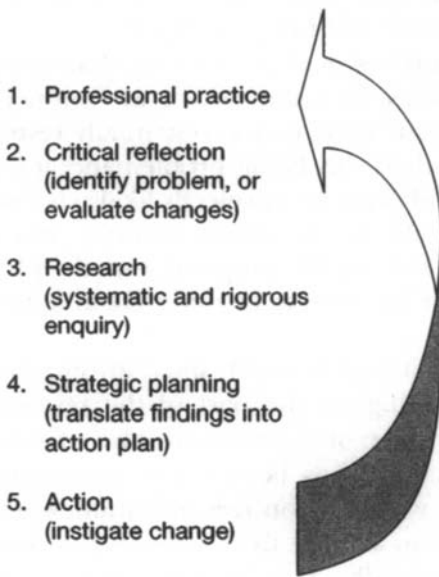 1. Professional practice
2. Critical reflection
(identify problem, or
evaluate changes)
3. Research
(systematic and rigorous
enquiry)
4. Strategic planning
(translate findings into
action plan)
5. Action
(instigate change)